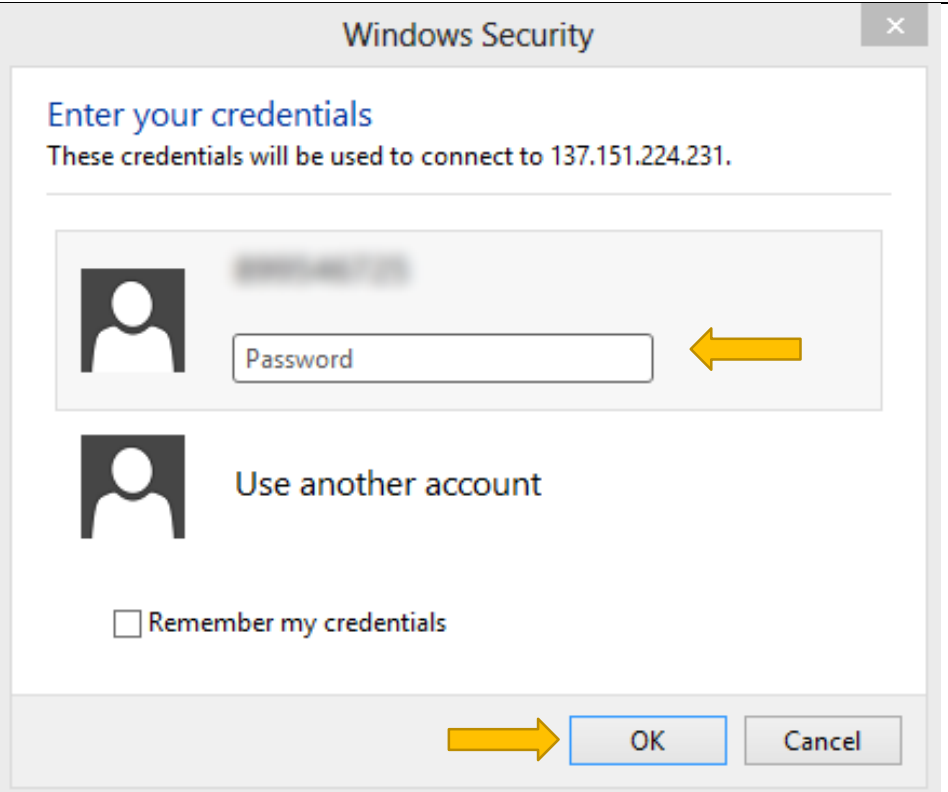 Windows Security
Enter your credentials
These credentials will be used to connect to 137.151.224.231.
Password
Use another account
Remember my credentials
OK
Cancel